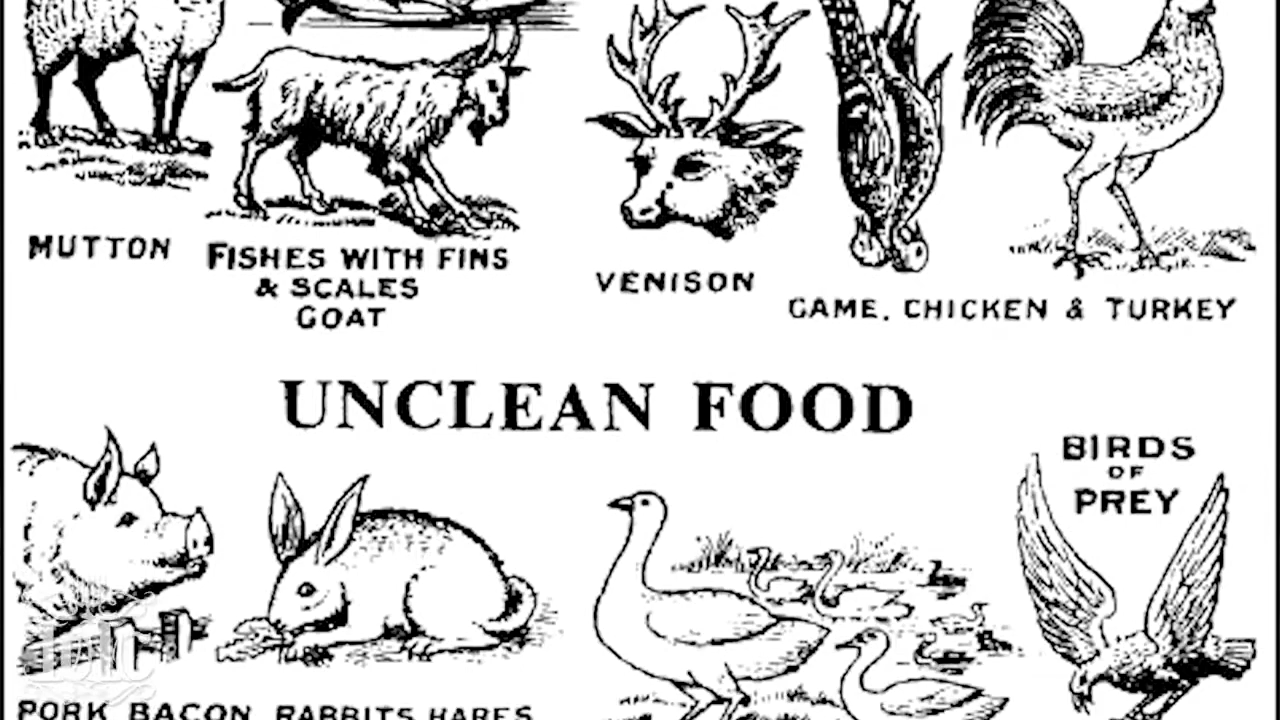 MUTTON
FISHES WITH FINS
& SCALES
GOAT
VENISON
GAME, CHICKEN & TURKEY
UNCLEAN FOOD
BIRDS
OF
PREY
PORK BACON
RABBITS HARES